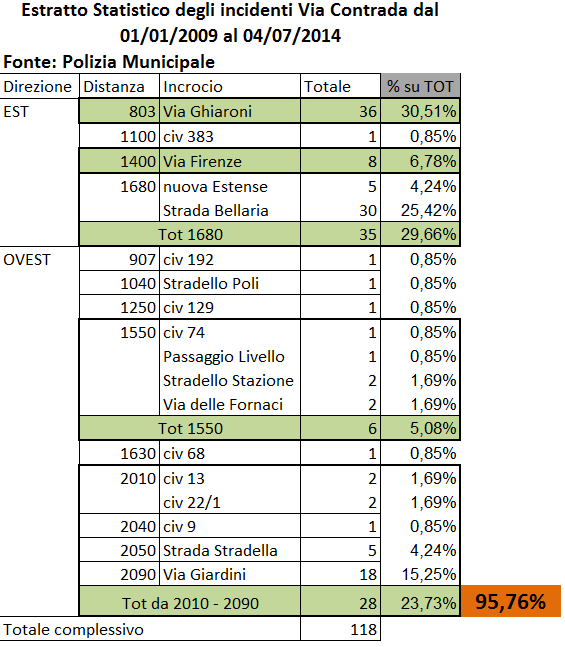 Estratto Statistico degli incidenti Via Contrada dal
01/01/2009 al 04/07/2014
Fonte: Polizia Municipale
Direzione Distanza Incrocio Totale % su TOT
EST 803 Via Ghiaroni 36 30,51%
1100 civ 383 1 0,85%
1400 Via Firenze 8 6,78%
1680 nuova Estense 5 4,24%
Strada Bellaria 30 25,42%
Tot 1680 35 29,66%
OVEST 907 civ 192 1 0,85%
1040 Stradello Poli 1 0,85%
1250 civ 129 1 0,85%
1550 civ 74 1 0,85%
Passaggio Livello 1 0,85%
Stradello Stazione 2 1,69%
Via delle Fornaci 2 1,69%
Tot 1550 6 5,08%
1630 civ 68 1 0,85%
2010 civ 13 2 1,69%
civ 22/1 2 1,69%
2040 civ 9 1 0,85%
2050 Strada Stradella 5 4,24%
2090 Via Giardini 18 15,25%
Tot da 2010 - 2090 28 23,73% 95,76%
Totale complessivo 118